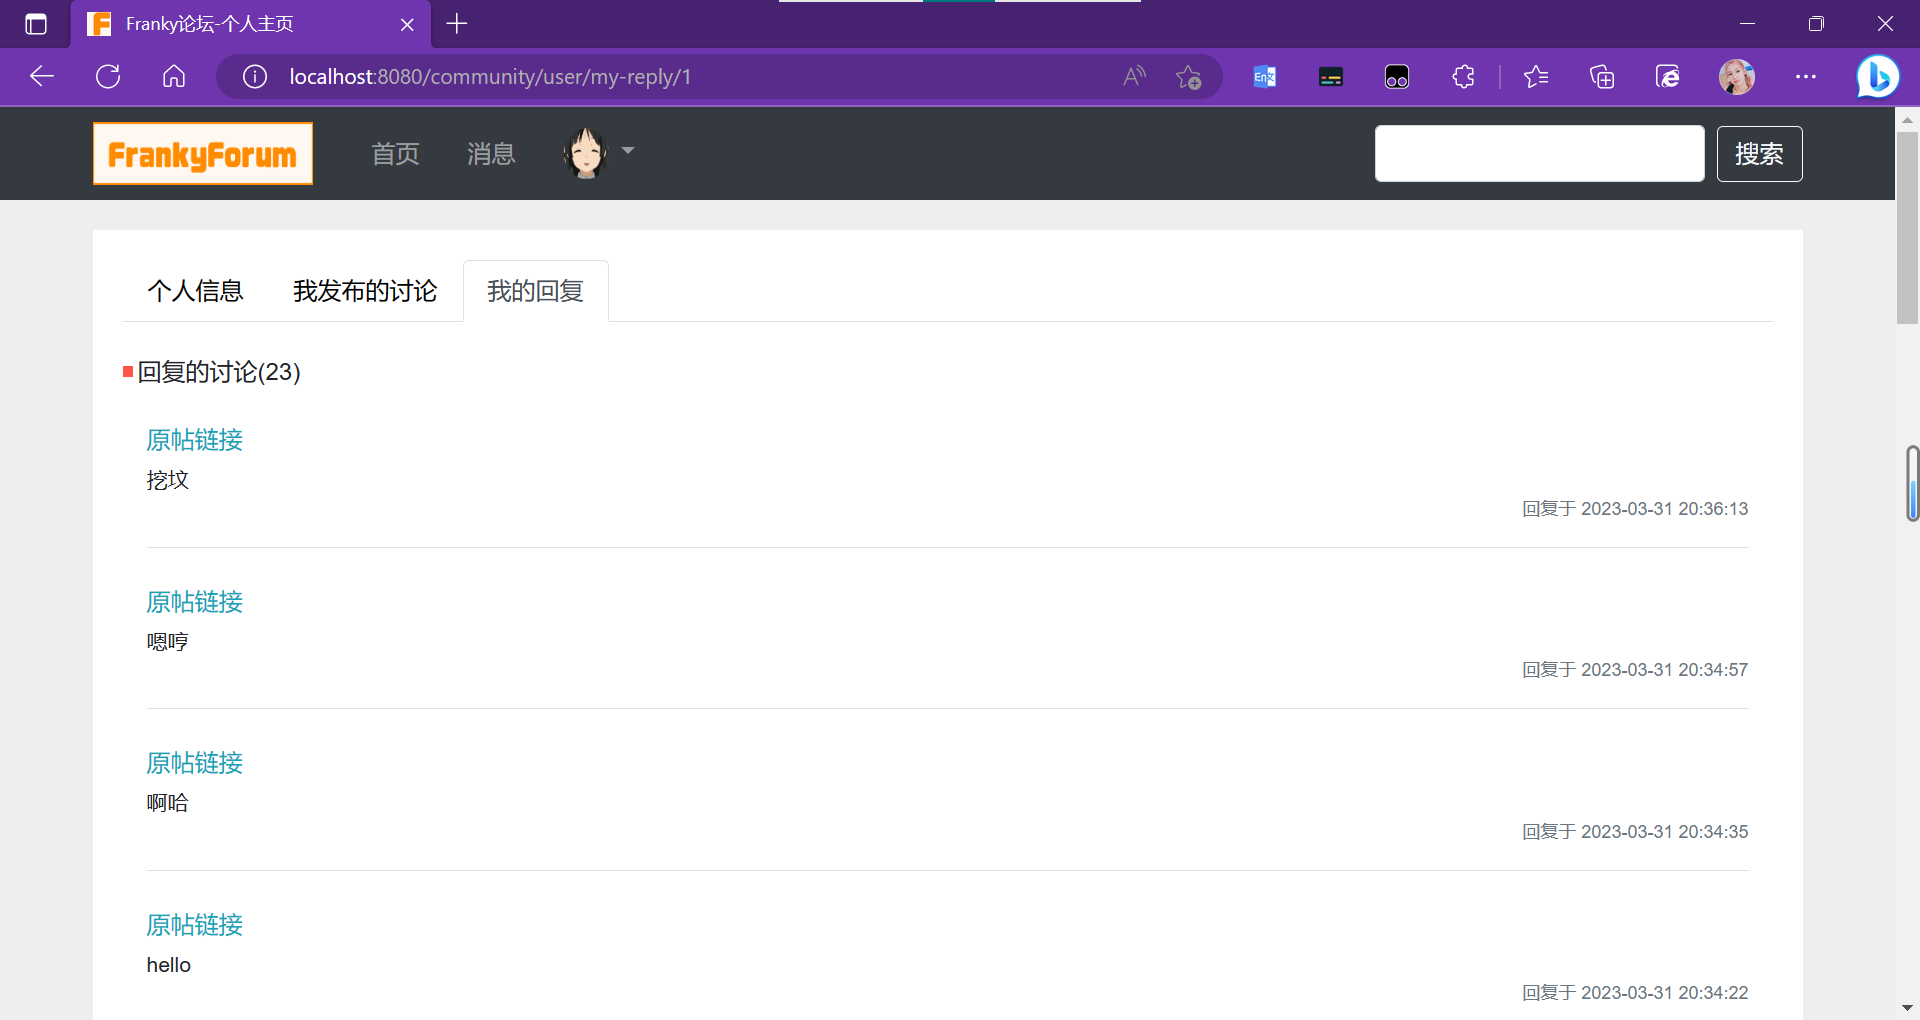 Franky论坛-个人主页
localhost:8080/community/user/my-reply/1
FrankyForum
首页
消息
搜索
个人信息
我发布的讨论
我的回复
回复的讨论(23)
原帖链接
挖坟
回复于 2023-03-31 20:36:13
原帖链接
嗯哼
回复于 2023-03-31 20:34:57
原帖链接
啊哈
回复于 2023-03-31 20:34:35
原帖链接
hello
回复于 2023-03-31 20:34:22